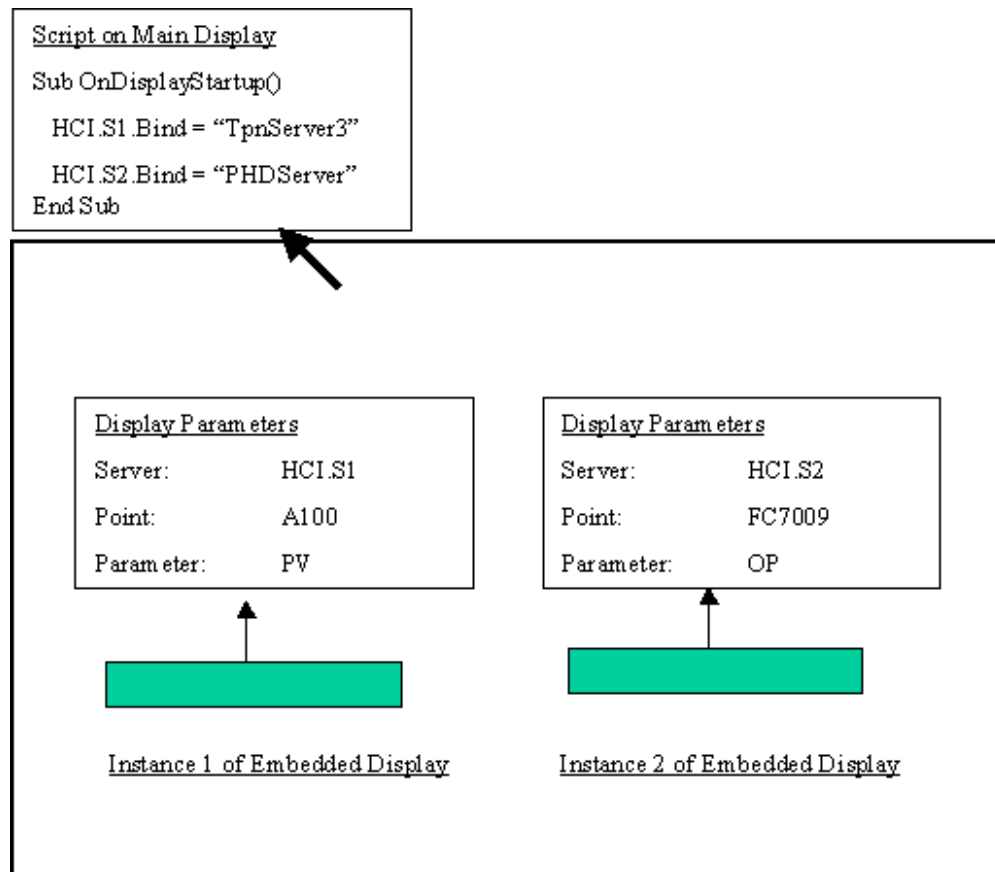 Script on Main Display
Sub OnDisplayStartup()
HCI.S1.Bind = “TpnServer3”
HCI.S2.Bind = “PHDServer”
End Sub
Display Parameters
Server: HCI.S1
Point: A100
Parameter: PV
Display Parameters
Server: HCI.S2
Point: FC7009
Parameter: OP
Instance 1 of Embedded Display
Instance 2 of Embedded Display